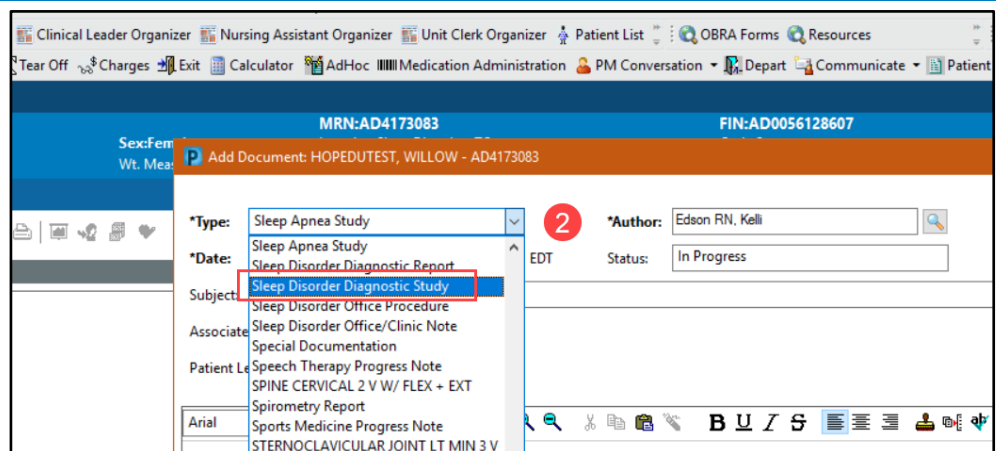 Clinical Leader Organizer Nursing Assistant Organizer Unit Clerk Organizer Patient List OBRA Forms Resources
Tear Off Charges Exit Calculator AdHoc Medication Administration PM Conversation Depart Communicate Patient
MRN:AD4173083 FIN:AD0056128607
Sex:Fem
Wt. Meas
P Add Document: HOPEDUTEST, WILLOW - AD4173083
*Type: Sleep Apnea Study 2 *Author: Edson RN, Kelli
Sleep Apnea Study
*Date: Sleep Disorder Diagnostic Report EDT Status: In Progress
Subject: Sleep Disorder Diagnostic Study
Sleep Disorder Office Procedure
Associate Sleep Disorder Office/Clinic Note
Special Documentation
Patient Le Speech Therapy Progress Note
SPINE CERVICAL 2 V W/ FLEX + EXT
Spirometry Report
Arial Sports Medicine Progress Note B U I S
STERNOCLAVICULAR JOINT LT MIN 3 V